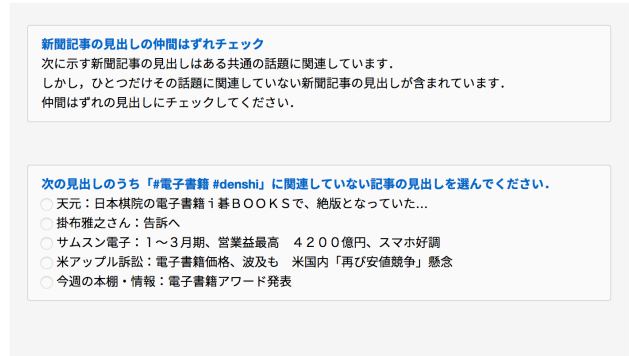 新聞記事の見出しの仲間はずれチェック
次に示す新聞記事の見出しはある共通の話題に関連しています．
しかし，ひとつだけその話題に関連していない新聞記事の見出しが含まれています．
仲間はずれの見出しにチェックしてください．
次の見出しのうち「#電子書籍 #denshi」に関連していない記事の見出しを選んでください．
天元：日本棋院の電子書籍ｉ碁ＢＯＯＫＳで、絶版となっていた...
掛布雅之さん：告訴へ
サムスン電子：１～３月期、営業益最高　４２００億円、スマホ好調
米アップル訴訟：電子書籍価格、波及も　米国内「再び安値競争」懸念
今週の本棚・情報：電子書籍アワード発表